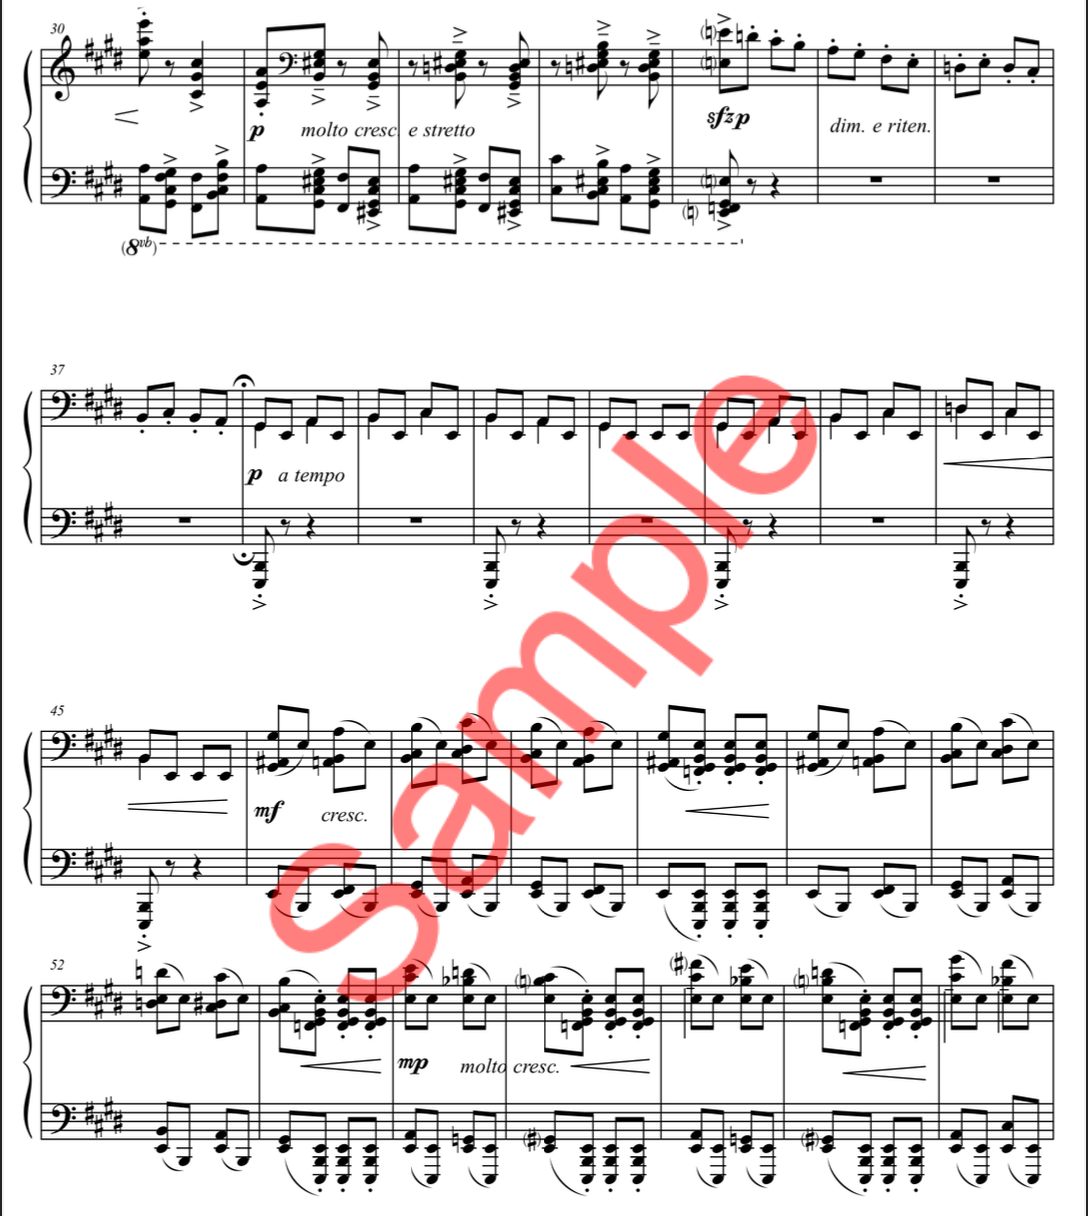 30
p molto cresc. e stretto
sfzp
dim. e riten.
(8vb)
37
p a tempo
45
mf cresc.
52
mp molto cresc.
Sample